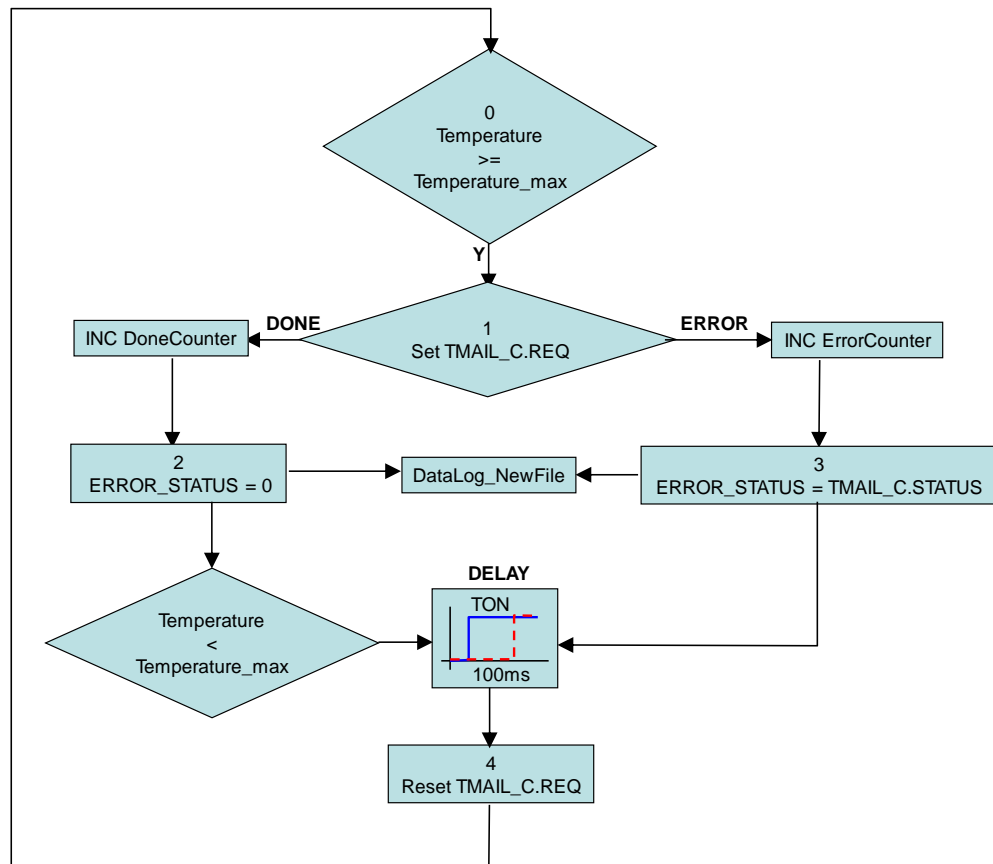 0
Temperature
>=
Temperature_max
Y
DONE
1
Set TMAIL_C.REQ
ERROR
INC DoneCounter
INC ErrorCounter
2
ERROR_STATUS = 0
DataLog_NewFile
3
ERROR_STATUS = TMAIL_C.STATUS
Temperature
<
Temperature_max
DELAY
TON
100ms
4
Reset TMAIL_C.REQ